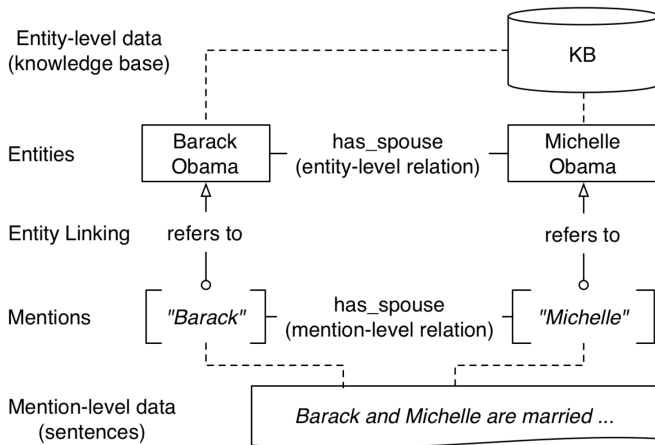 Entity-level data
(knowledge base)
KB
Entities
Barack
Obama
has_spouse
(entity-level relation)
Michelle
Obama
Entity Linking
refers to
refers to
Mentions
"Barack"
has_spouse
(mention-level relation)
"Michelle"
Mention-level data
(sentences)
Barack and Michelle are married ...